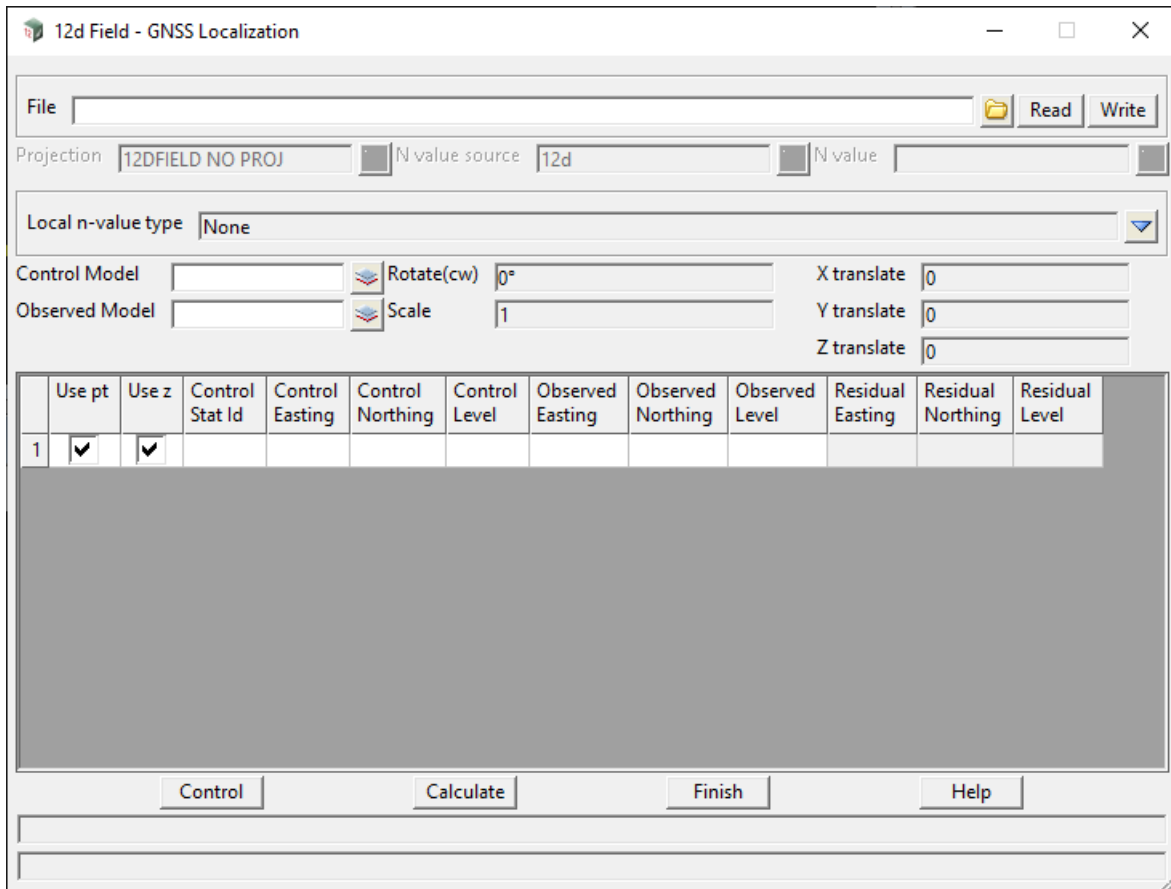 12d Field - GNSS Localization
File Read Write
Projection 12DFIELD NO PROJ N value source 12d N value
Local n-value type None
Control Model Rotate(cw) 0° X translate 0
Observed Model Scale 1 Y translate 0
Z translate 0
Use pt Use z Control Stat Id Control Easting Control Northing Control Level Observed Easting Observed Northing Observed Level Residual Easting Residual Northing Residual Level
1
Control Calculate Finish Help